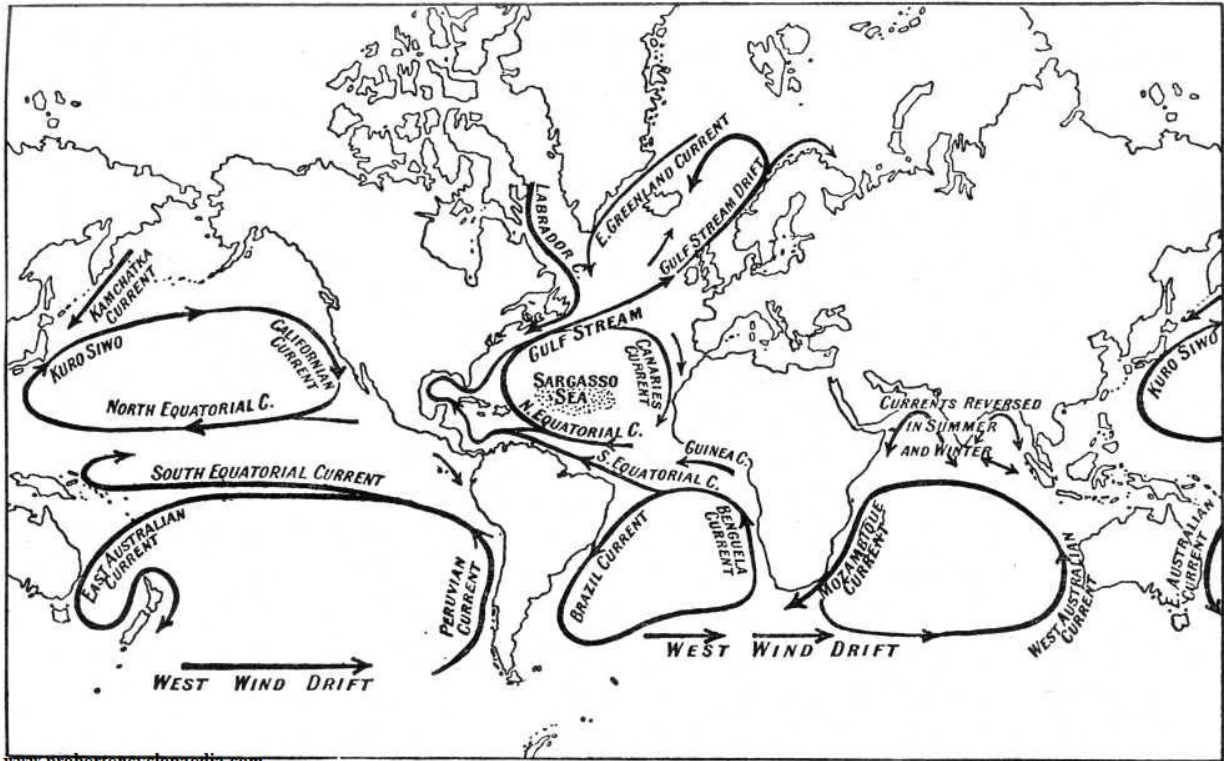 LABRADOR C.
E. GREENLAND CURRENT
GULF STREAM DRIFT
KAMCHATKA
CURRENT
KURO SIWO
CALIFORNIAN
CURRENT
NORTH EQUATORIAL C.
GULF STREAM
CANARIES
CURRENT
SARGASSO
SEA
N. EQUATORIAL C.
KURO SIWO
CURRENTS REVERSED
IN SUMMER
AND WINTER
SOUTH EQUATORIAL CURRENT
GUINEA C.
S. EQUATORIAL C.
EAST AUSTRALIAN
CURRENT
PERUVIAN
CURRENT
BRAZIL CURRENT
BENGUELA
CURRENT
MOZAMBIQUE
CURRENT
WEST AUSTRALIAN
CURRENT
E. AUSTRALIAN
CURRENT
WEST WIND DRIFT
WEST WIND DRIFT